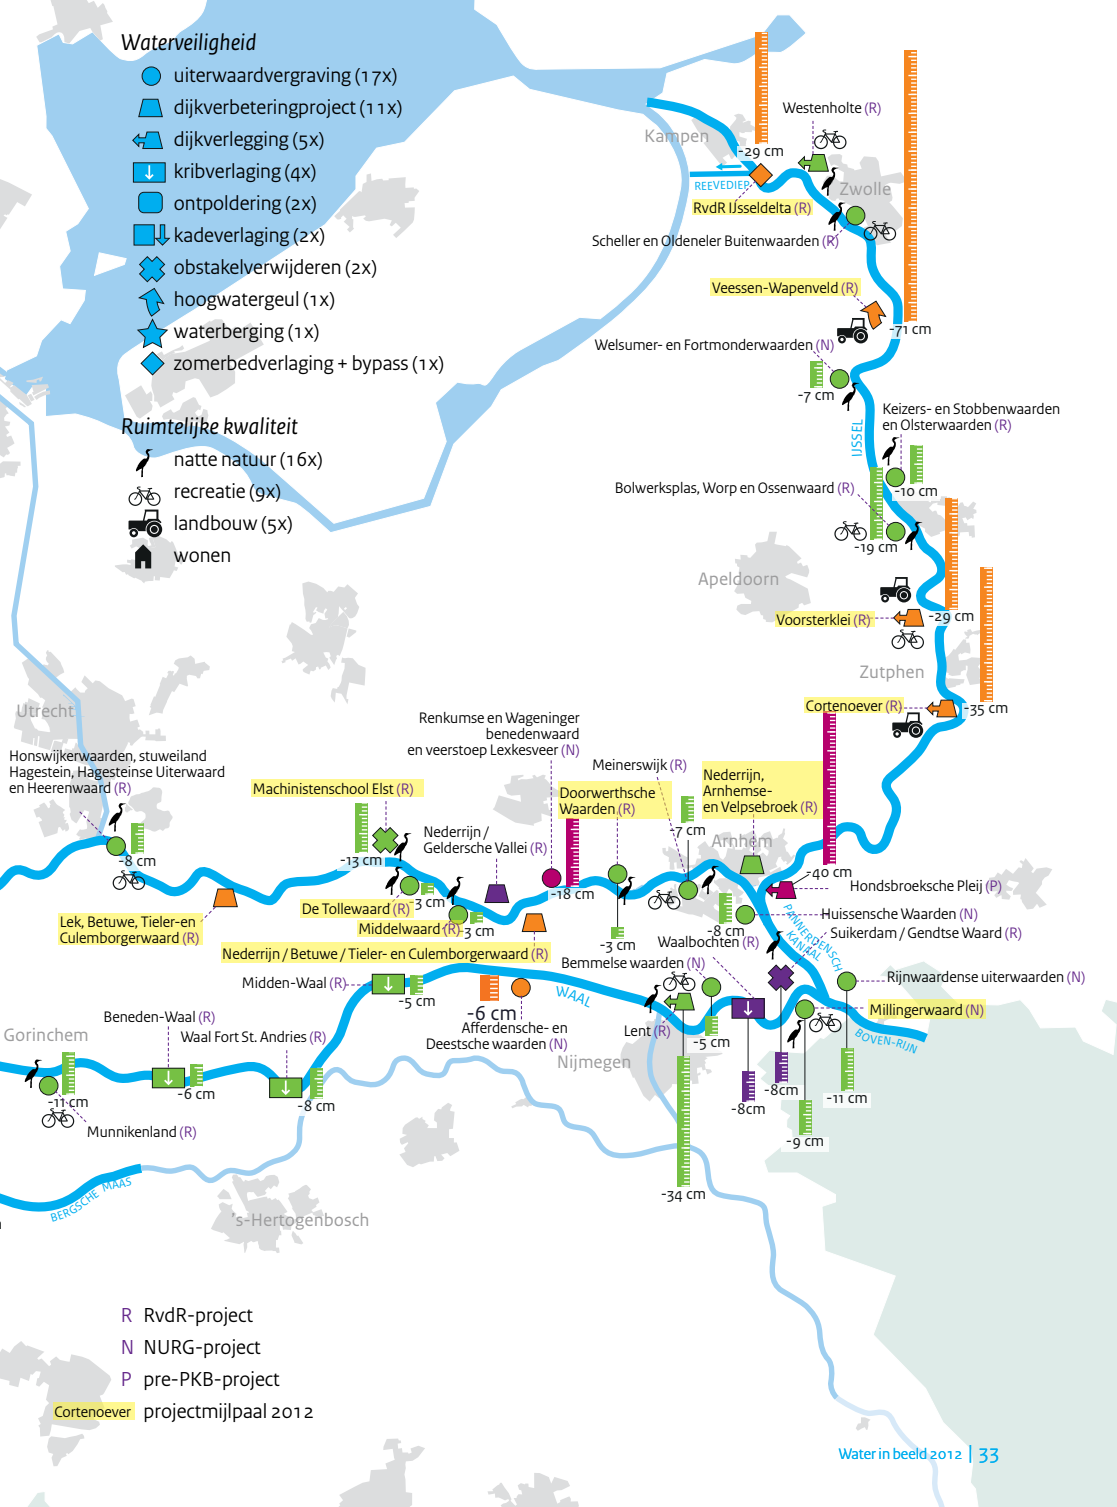 Waterveiligheid
uiterwaardvergraving (17x)
dijkverbeteringproject (11x)
dijkverlegging (5x)
kribverlaging (4x)
ontpoldering (2x)
kadeverlaging (2x)
obstakelverwijderen (2x)
hoogwatergeul (1x)
waterberging (1x)
zomerbedverlaging + bypass (1x)
Ruimtelijke kwaliteit
natte natuur (16x)
recreatie (9x)
landbouw (5x)
wonen
Westenholte (R)
Kampen
-29 cm
REEVEDIEP
Zwolle
RvdR IJsseldelta (R)
Scheller en Oldeneler Buitenwaarden (R)
Veessen-Wapenveld (R)
-71 cm
Welsumer- en Fortmonderwaarden (N)
-7 cm
Keizers- en Stobbenwaarden
en Olsterwaarden (R)
IJSSEL
-10 cm
Bolwerksplas, Worp en Ossenwaard (R)
-19 cm
Apeldoorn
Voorsterklei (R)
-29 cm
Zutphen
Cortenoever (R)
-35 cm
Utrecht
Honswijkerwaarden, stuweiland
Hagestein, Hagesteinse Uiterwaard
en Heerenwaard (R)
-8 cm
Machinistenschool Elst (R)
-13 cm
Renkumse en Wageninger
benedenwaard
en veerstoep Lexkesveer (N)
Nederrijn /
Geldersche Vallei (R)
-18 cm
Meinerswijk (R)
Doorwerthsche
Waarden (R)
-7 cm
Nederrijn,
Arnhemse-
en Velpsebroek (R)
Arnhem
-40 cm
Hondsbroeksche Pleij (P)
De Tollewaard (R)
-3 cm
Middelwaard (R)
-3 cm
-3 cm
-8 cm
Huissensche Waarden (N)
PANNERDENSCH
KANAAL
Lek, Betuwe, Tieler-en
Culemborgerwaard (R)
Nederrijn / Betuwe / Tieler- en Culemborgerwaard (R)
Waalbochten (R)
Suikerdam / Gendtse Waard (R)
Bemmelse waarden (N)
Rijnwaardense uiterwaarden (N)
Midden-Waal (R)
-5 cm
-6 cm
WAAL
Afferdensche- en
Deestsche waarden (N)
Lent (R)
-5 cm
Millingerwaard (N)
BOVEN-RIJN
Nijmegen
Gorinchem
Beneden-Waal (R)
Waal Fort St. Andries (R)
-11 cm
-6 cm
-8 cm
-8cm
-8cm
-11 cm
-9 cm
Munnikenland (R)
-34 cm
BERGSCHE MAAS
's-Hertogenbosch
R RvdR-project
N NURG-project
P pre-PKB-project
Cortenoever projectmijlpaal 2012
Water in beeld 2012 | 33